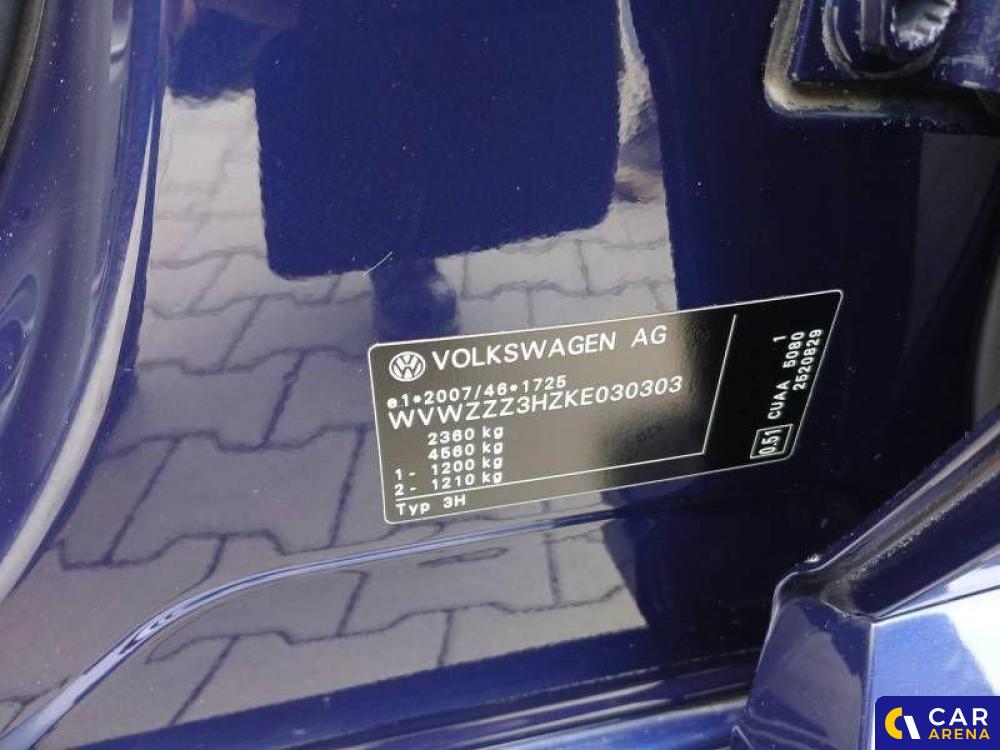 VOLKSWAGEN AG
e1*2007/46*1725
WVWZZZ3HZKE030303
2360 kg
4560 kg
1- 1200 kg
2- 1210 kg
Typ 3H
0.51
CUAA 5080
1
2520829
CAR
ARENA